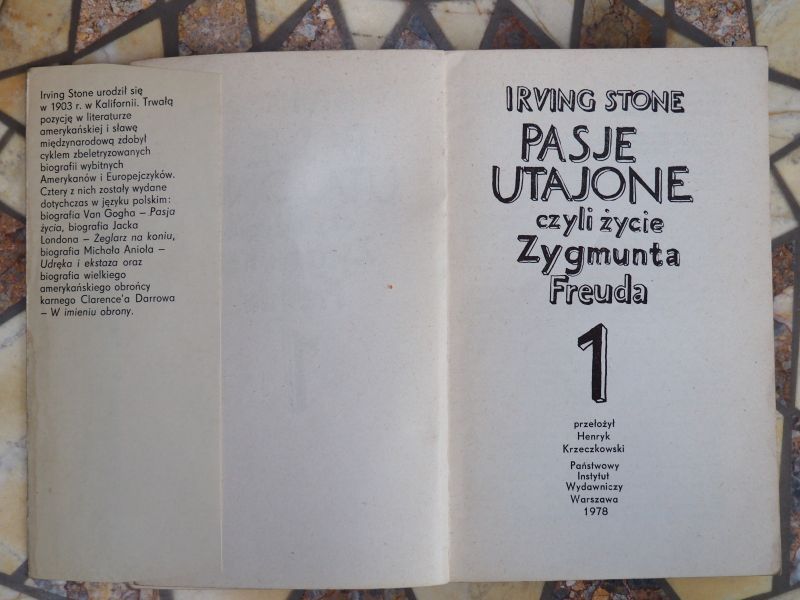 Irving Stone urodził się
w 1903 r. w Kalifornii. Trwałą
pozycję w literaturze
amerykańskiej i sławę
międzynarodową zdobył
cyklem zbeletryzowanych
biografii wybitnych
Amerykanów i Europejczyków.
Cztery z nich zostały wydane
dotychczas w języku polskim:
biografia Van Gogha — Pasja
życia, biografia Jacka
Londona — Żeglarz na koniu,
biografia Michała Anioła —
Udręka i ekstaza oraz
biografia wielkiego
amerykańskiego obrońcy
karnego Clarence'a Darrowa
— W imieniu obrony.
IRVING STONE
PASJE
UTAJONE
czyli życie
Zygmunta
Freuda
1
przełożył
Henryk
Krzeczkowski
Państwowy
Instytut
Wydawniczy
Warszawa
1978